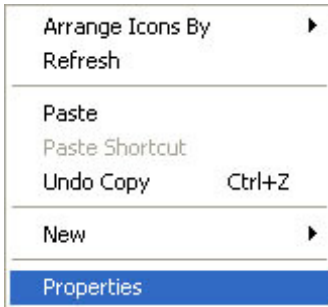 Arrange Icons By
Refresh
Paste
Paste Shortcut
Undo Copy Ctrl+Z
New
Properties